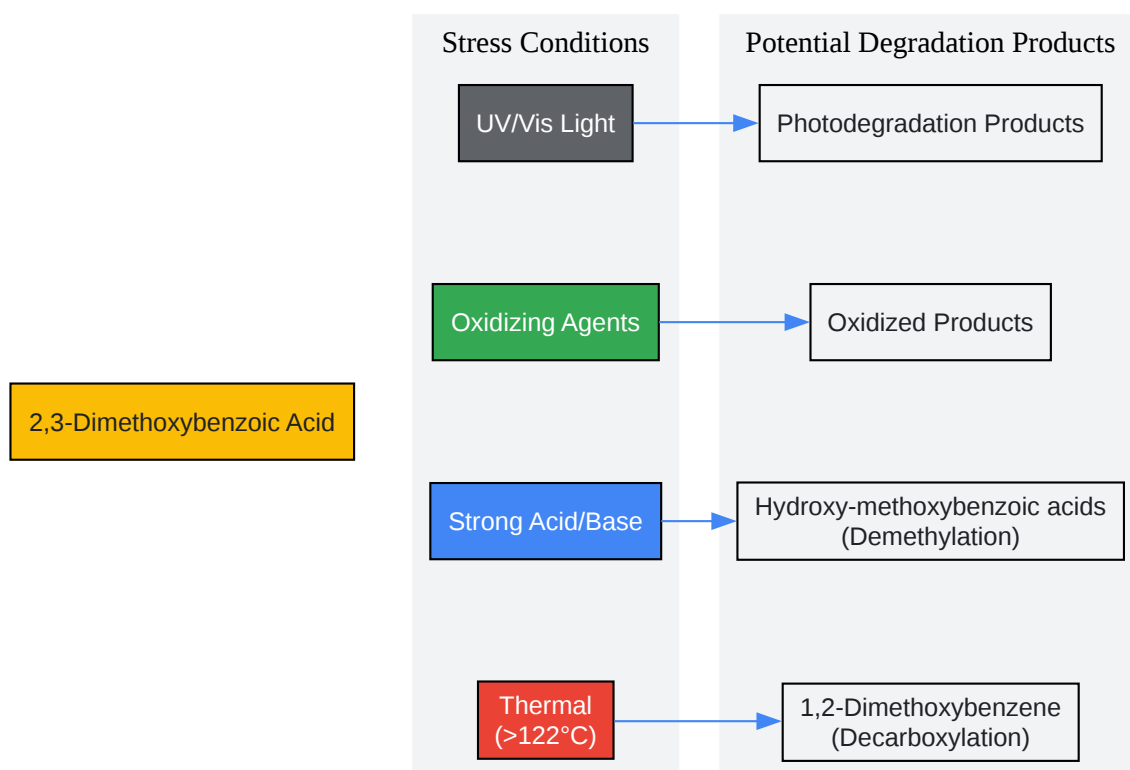 Stress Conditions
Potential Degradation Products
UV/Vis Light
Photodegradation Products
Oxidizing Agents
Oxidized Products
2,3-Dimethoxybenzoic Acid
Strong Acid/Base
Hydroxy-methoxybenzoic acids
(Demethylation)
Thermal
(>122°C)
1,2-Dimethoxybenzene
(Decarboxylation)